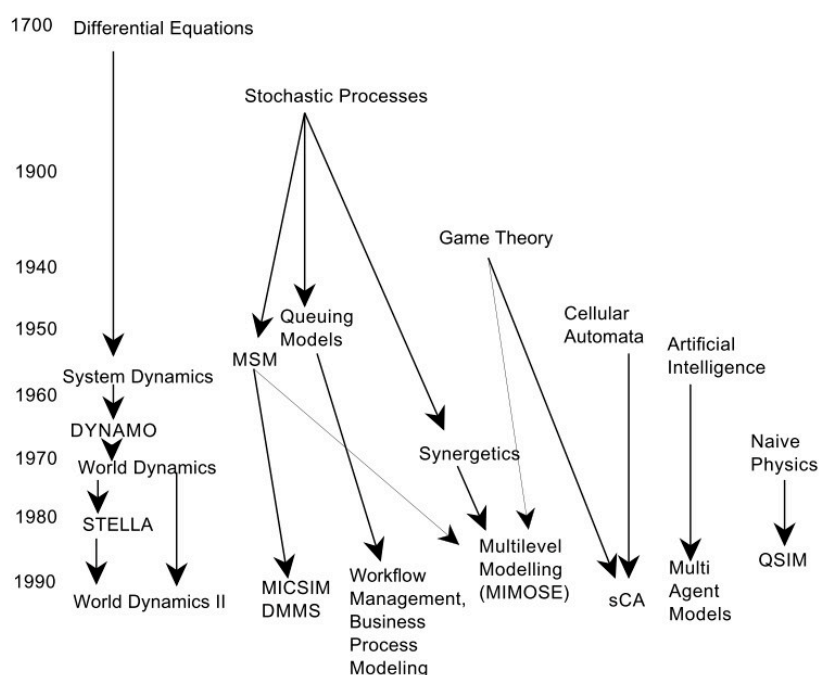 1700
Differential Equations
Stochastic Processes
1900
Game Theory
1940
Cellular
Automata
Queuing
Models
1950
Artificial
Intelligence
MSM
System Dynamics
1960
DYNAMO
Synergetics
Naive
Physics
1970
World Dynamics
1980
STELLA
Multilevel
Modelling
(MIMOSE)
QSIM
1990
Multi
Agent
Models
Workflow
Management,
Business
Process
Modeling
MICSIM
DMMS
World Dynamics II
sCA